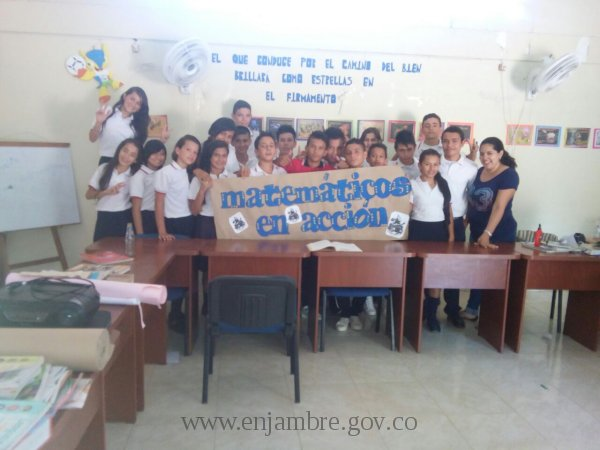 EL QUE CONDUCE POR EL CAMINO DEL BIEN
BRILLARA COMO ESTRELLAS EN
EL FIRMAMENTO
matemáticos
en acción
www.enjambre.gov.co